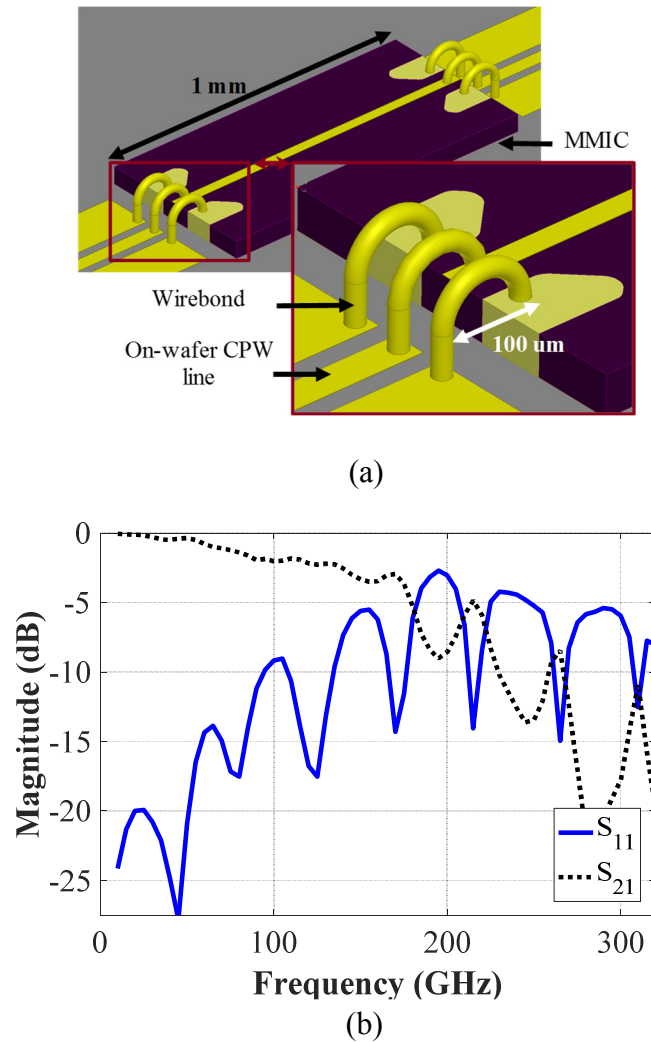 1 mm
MMIC
Wirebond
On-wafer CPW
line
100 um
(a)
0
-5
-10
-15
-20
-25
Magnitude (dB)
S11
S21
0
100
200
300
Frequency (GHz)
(b)